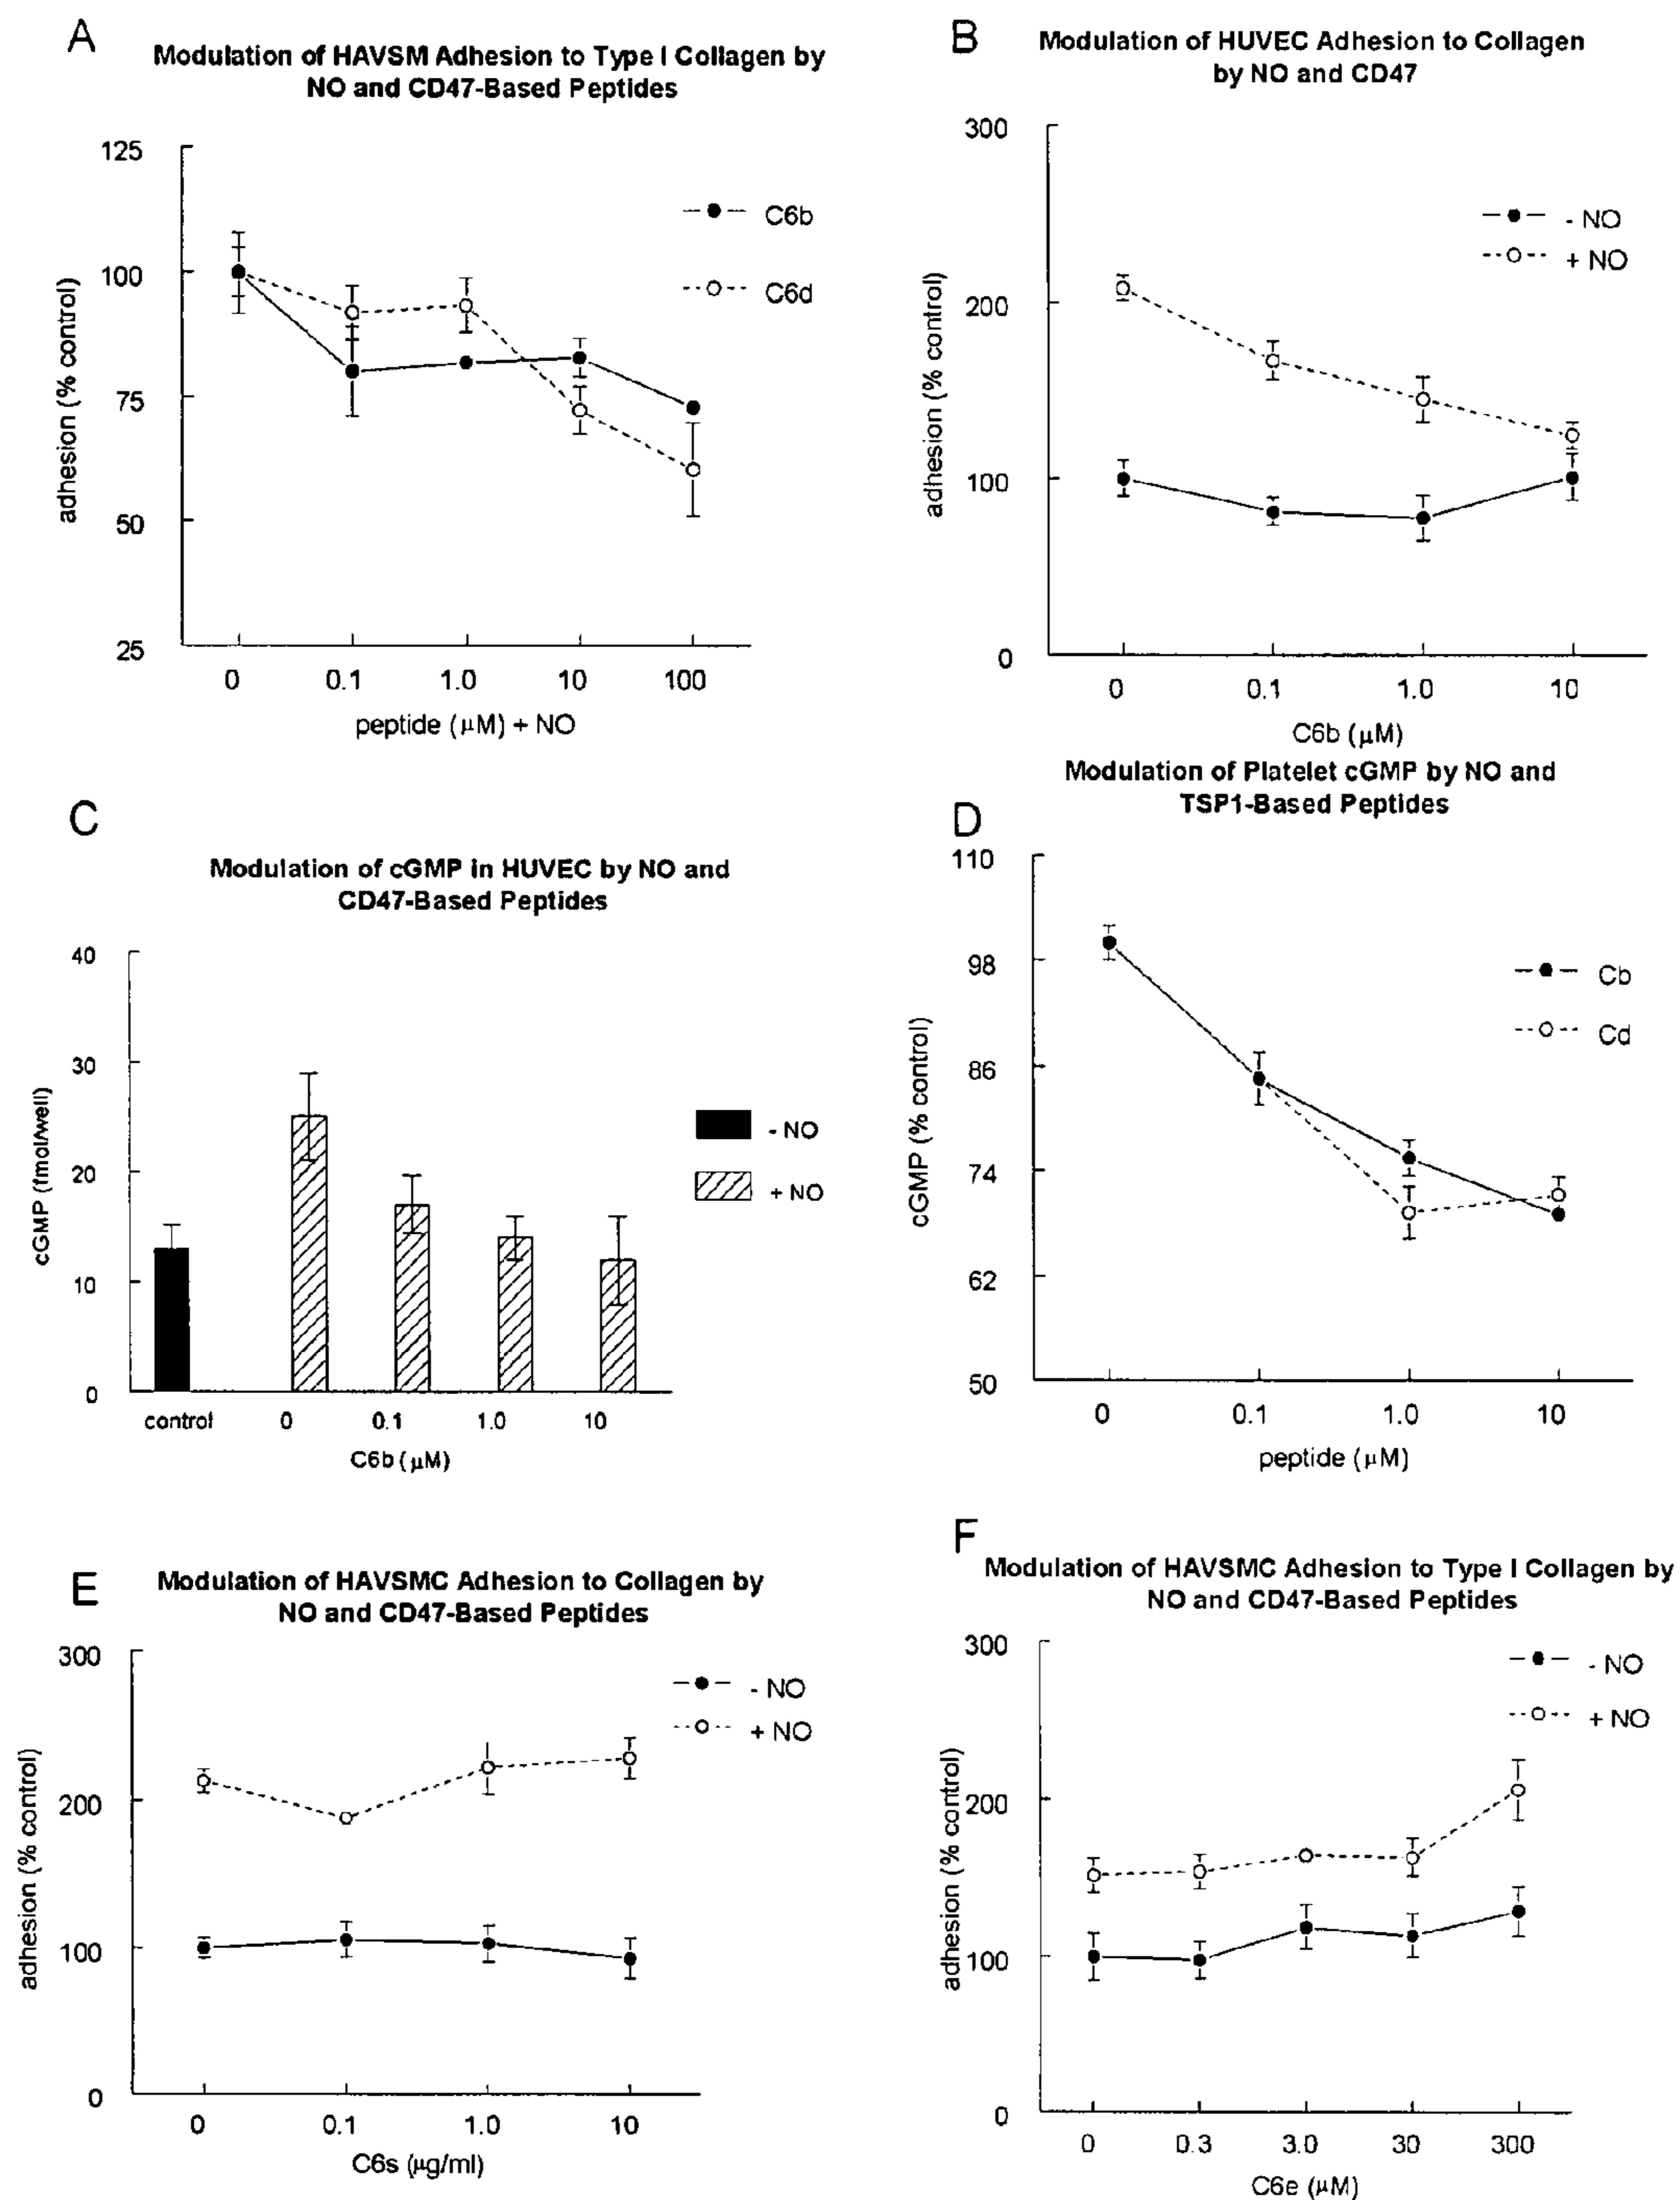 A
Modulation of HAVSM Adhesion to Type I Collagen by
NO and CD47-Based Peptides
125
100
75
50
25
adhesion (% control)
C6b
C6d
0 0.1 1.0 10 100
peptide (μM) + NO
B
Modulation of HUVEC Adhesion to Collagen
by NO and CD47
300
200
100
0
adhesion (% control)
- NO
+ NO
0 0.1 1.0 10
C6b (μM)
C
Modulation of cGMP in HUVEC by NO and
CD47-Based Peptides
40
30
20
10
0
cGMP (fmol/well)
- NO
+ NO
control 0 0.1 1.0 10
C6b (μM)
Modulation of Platelet cGMP by NO and
TSP1-Based Peptides
D
110
98
86
74
62
50
cGMP (% control)
Cb
Cd
0 0.1 1.0 10
peptide (μM)
E
Modulation of HAVSMC Adhesion to Collagen by
NO and CD47-Based Peptides
300
200
100
0
adhesion (% control)
- NO
+ NO
0 0.1 1.0 10
C6s (μg/ml)
F
Modulation of HAVSMC Adhesion to Type I Collagen by
NO and CD47-Based Peptides
300
200
100
0
adhesion (% control)
- NO
+ NO
0 0.3 3.0 30 300
C6e (μM)